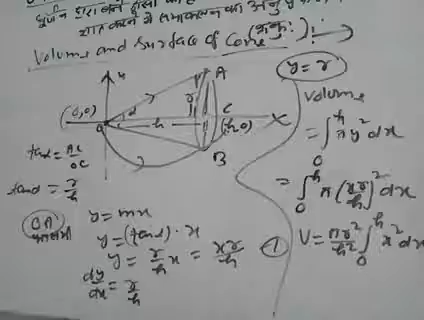 Volume and Surface of Cone (शंकु) :→
y
A
(0,0)
α
r
h
C
X
(h,0)
B
tanα = AC/OC
tanα = r/h
OA
y = mx
y = (tanα) · x
y = r/h x = xr/h ①
dy/dx = r/h
y = r
Volume
= ∫₀ʰ πy² dx
= ∫₀ʰ π (xr/h)² dx
V = πr²/h² ∫₀ʰ x² dx